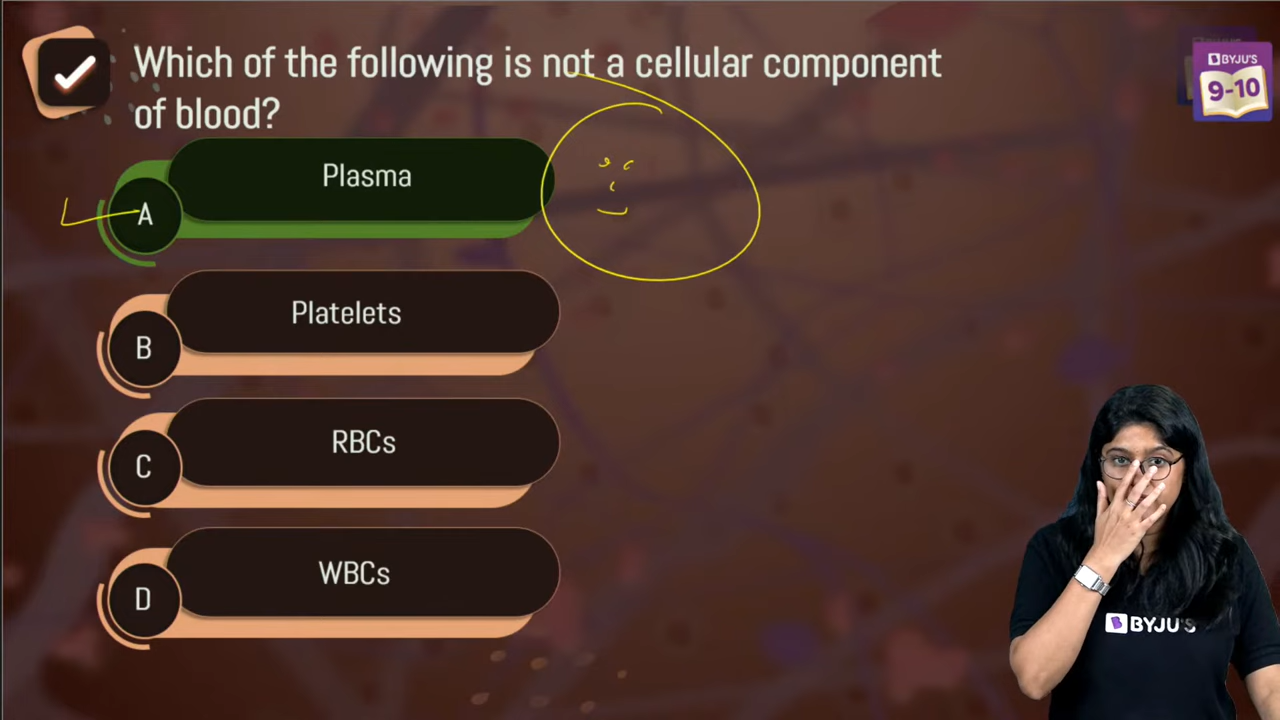 Which of the following is not a cellular component
of blood?
BYJU'S
9-10
A
Plasma
B
Platelets
C
RBCs
D
WBCs
BYJU'S